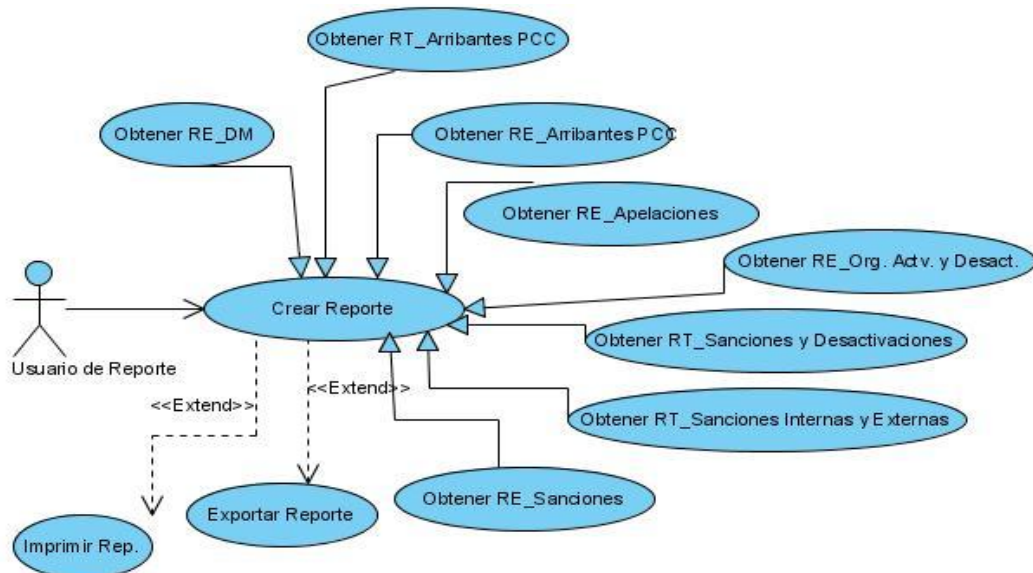 Obtener RT_Arribantes PCC
Obtener RE_DM
Obtener RE_Arribantes PCC
Obtener RE_Apelaciones
Obtener RE_Org. Actv. y Desact.
Crear Reporte
Obtener RT_Sanciones y Desactivaciones
Usuario de Reporte
<<Extend>>
<<Extend>>
Obtener RT_Sanciones Internas y Externas
Obtener RE_Sanciones
Exportar Reporte
Imprimir Rep.